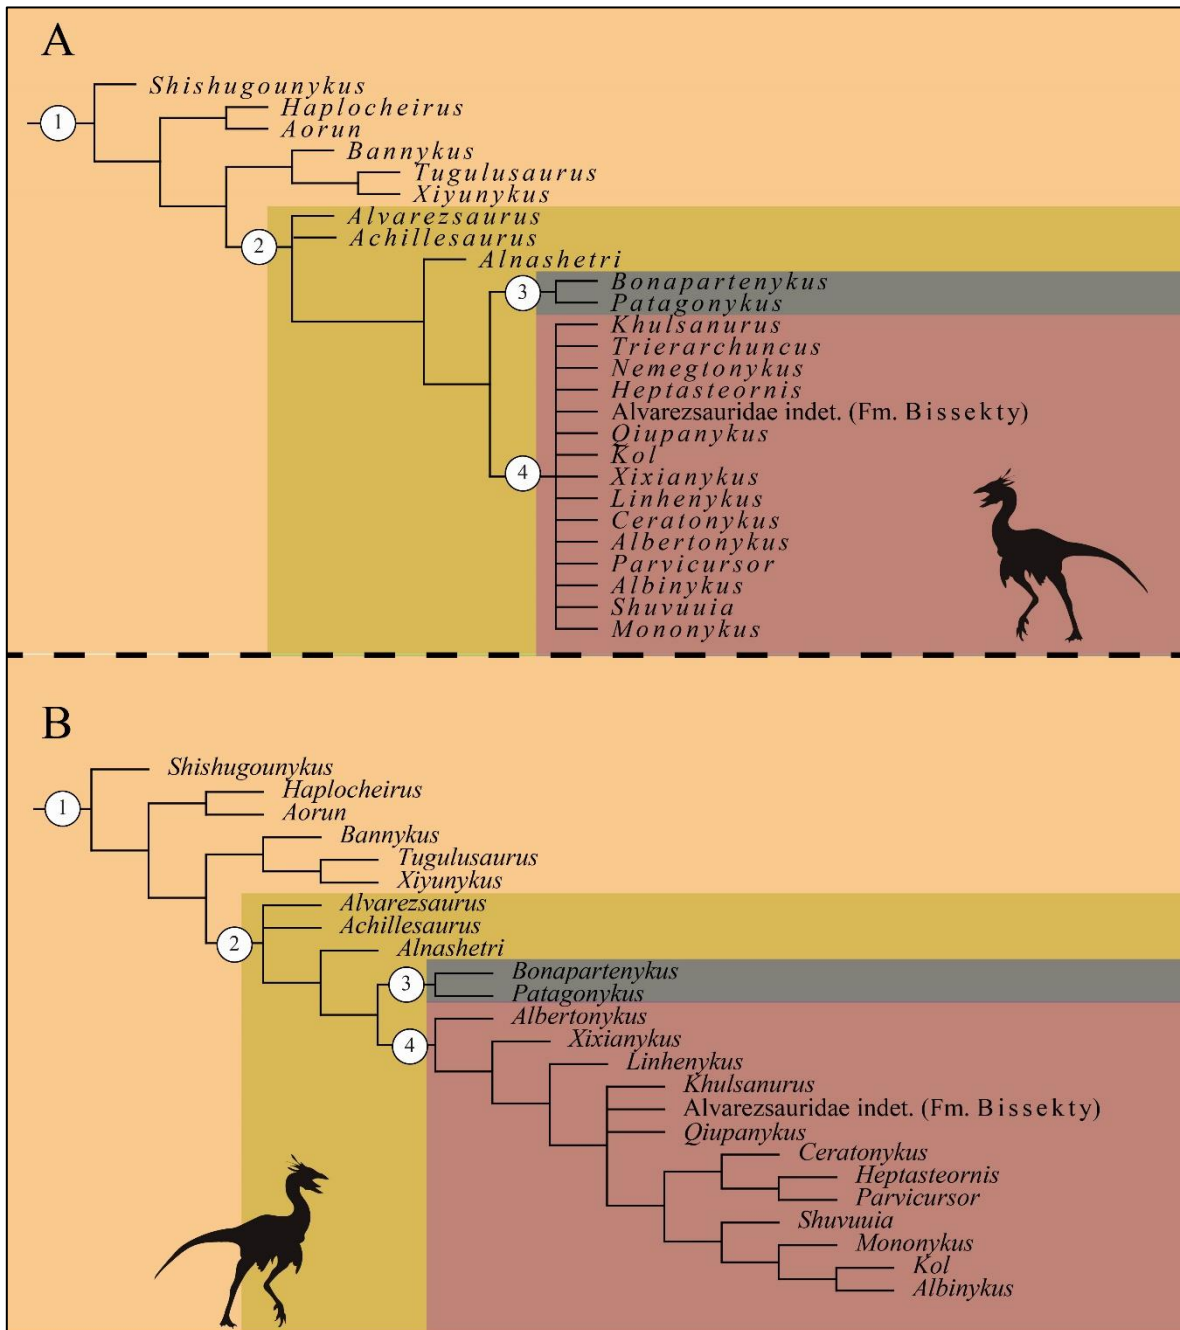 A
Shishugounykus
1
Haplocheirus
Aorun
Bannykus
Tugulusaurus
Xiyunykus
Alvarezsaurus
2
Achillesaurus
Alnashetri
Bonapartenykus
3
Patagonykus
Khulsanurus
Trierarchuncus
Nemegtonykus
Heptasteornis
Alvarezsauridae indet. (Fm. Bissekty)
Qiupanykus
Kol
4
Xixianykus
Linhenykus
Ceratonykus
Albertonykus
Parvicursor
Albinykus
Shuvuuia
Mononykus
B
Shishugounykus
Haplocheirus
1
Aorun
Bannykus
Tugulusaurus
Xiyunykus
Alvarezsaurus
Achillesaurus
2
Alnashetri
Bonapartenykus
3
Patagonykus
Albertonykus
4
Xixianykus
Linhenykus
Khulsanurus
Alvarezsauridae indet. (Fm. Bissekty)
Qiupanykus
Ceratonykus
Heptasteornis
Parvicursor
Shuvuuia
Mononykus
Kol
Albinykus